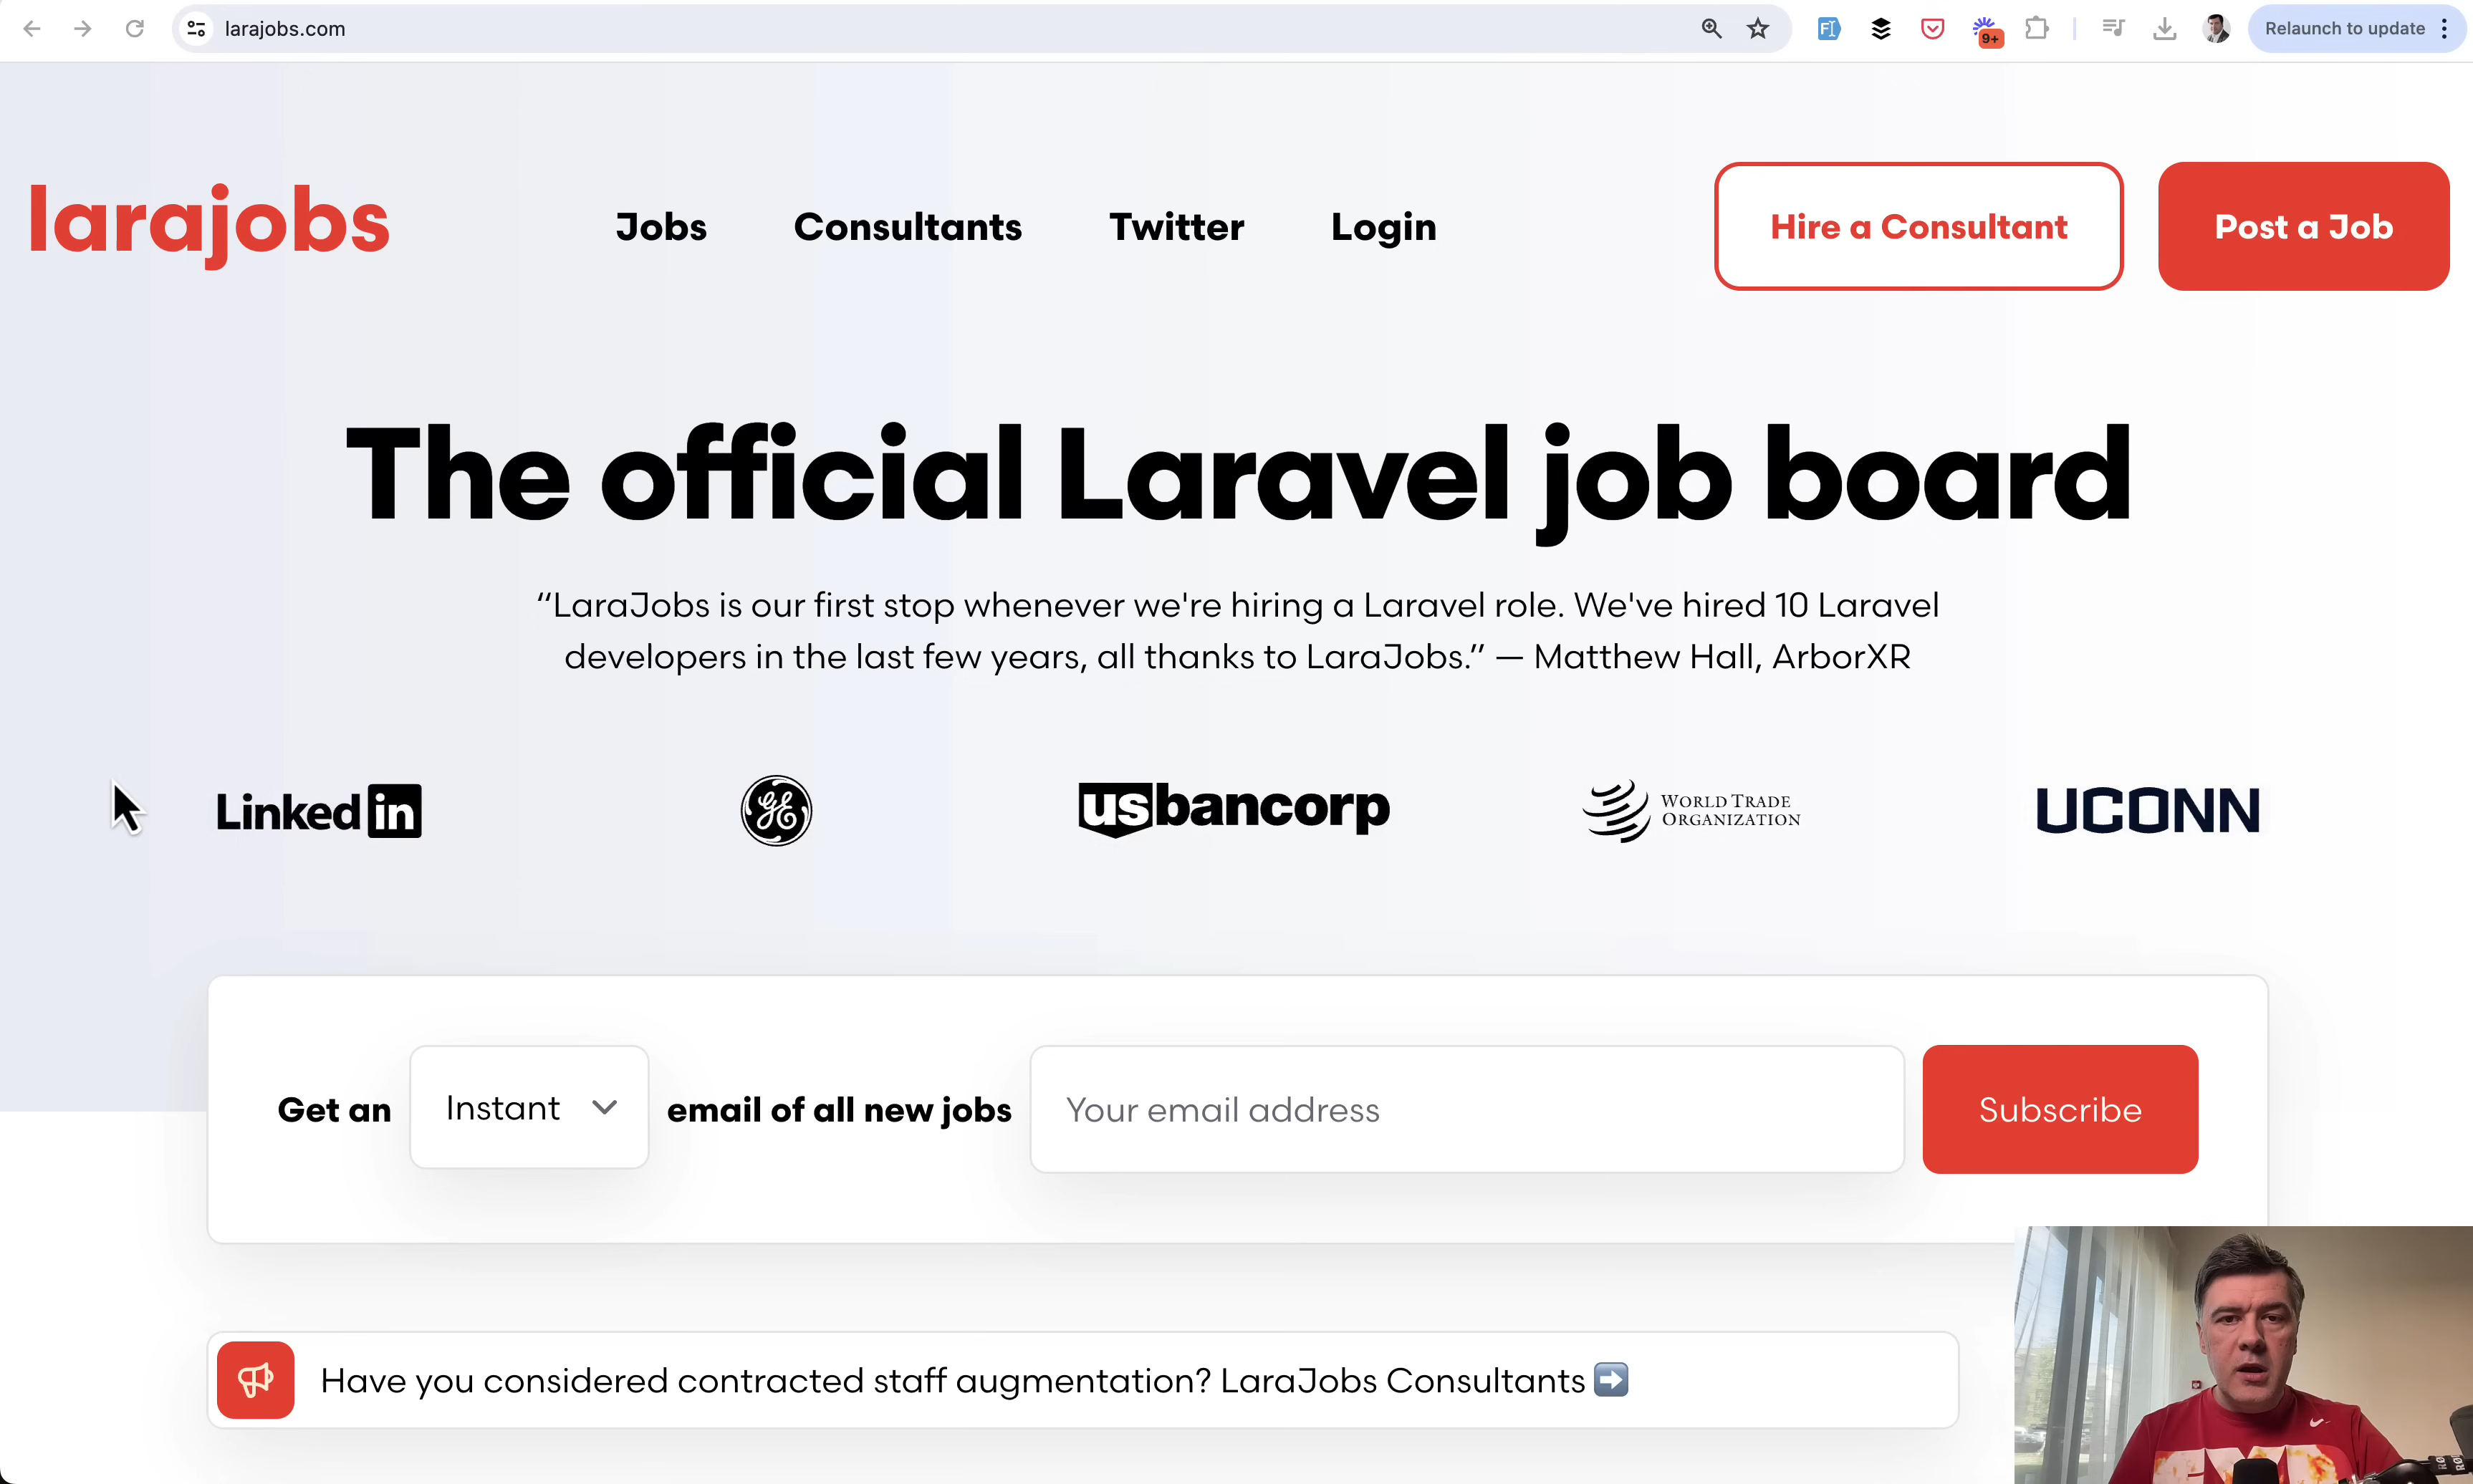 larajobs.com
9+
Relaunch to update
larajobs
Jobs
Consultants
Twitter
Login
Hire a Consultant
Post a Job
The official Laravel job board
“LaraJobs is our first stop whenever we're hiring a Laravel role. We've hired 10 Laravel
developers in the last few years, all thanks to LaraJobs.” — Matthew Hall, ArborXR
Linked in
GE
usbancorp
WORLD TRADE
ORGANIZATION
UCONN
Get an
Instant
email of all new jobs
Your email address
Subscribe
Have you considered contracted staff augmentation? LaraJobs Consultants ➡️